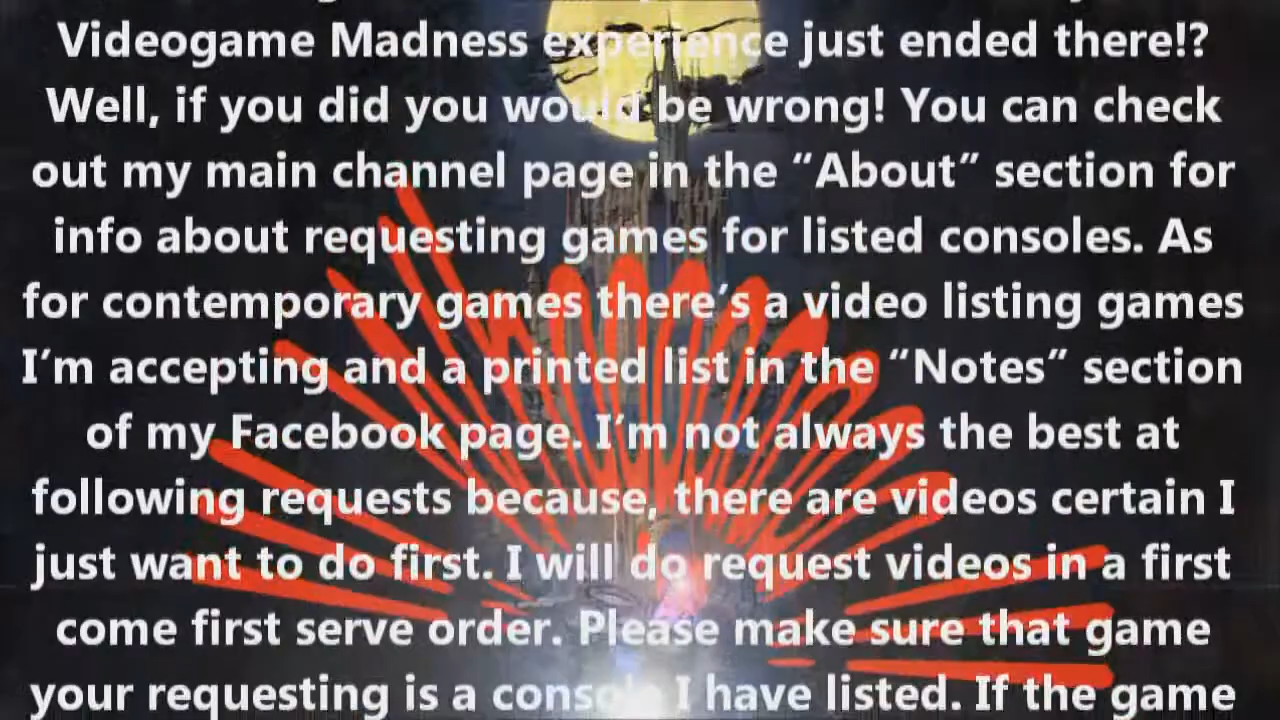 Videogame Madness experience just ended there!?
Well, if you did you would be wrong! You can check
out my main channel page in the “About” section for
info about requesting games for listed consoles. As
for contemporary games there’s a video listing games
I’m accepting and a printed list in the “Notes” section
of my Facebook page. I’m not always the best at
following requests because, there are videos certain I
just want to do first. I will do request videos in a first
come first serve order. Please make sure that game
your requesting is a console I have listed. If the game